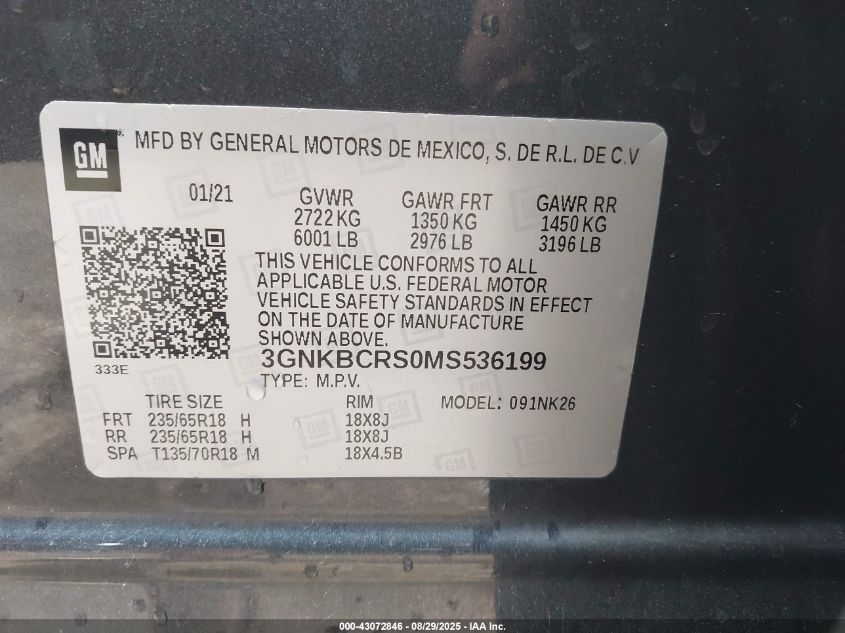 GM
MFD BY GENERAL MOTORS DE MEXICO, S. DE R.L. DE C.V
01/21 GVWR GAWR FRT GAWR RR
2722 KG 1350 KG 1450 KG
6001 LB 2976 LB 3196 LB
THIS VEHICLE CONFORMS TO ALL
APPLICABLE U.S. FEDERAL MOTOR
VEHICLE SAFETY STANDARDS IN EFFECT
ON THE DATE OF MANUFACTURE
SHOWN ABOVE.
333E
3GNKBCRS0MS536199
TYPE: M.P.V.
TIRE SIZE RIM MODEL: 091NK26
FRT 235/65R18 H 18X8J
RR 235/65R18 H 18X8J
SPA T135/70R18 M 18X4.5B
000-43072846 - 08/29/2025 - IAA Inc.